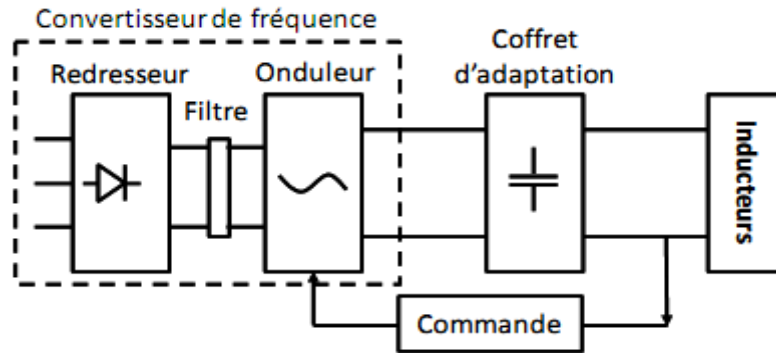 Convertisseur de fréquence
Redresseur
Filtre
Onduleur
Coffret
d'adaptation
Inducteurs
Commande